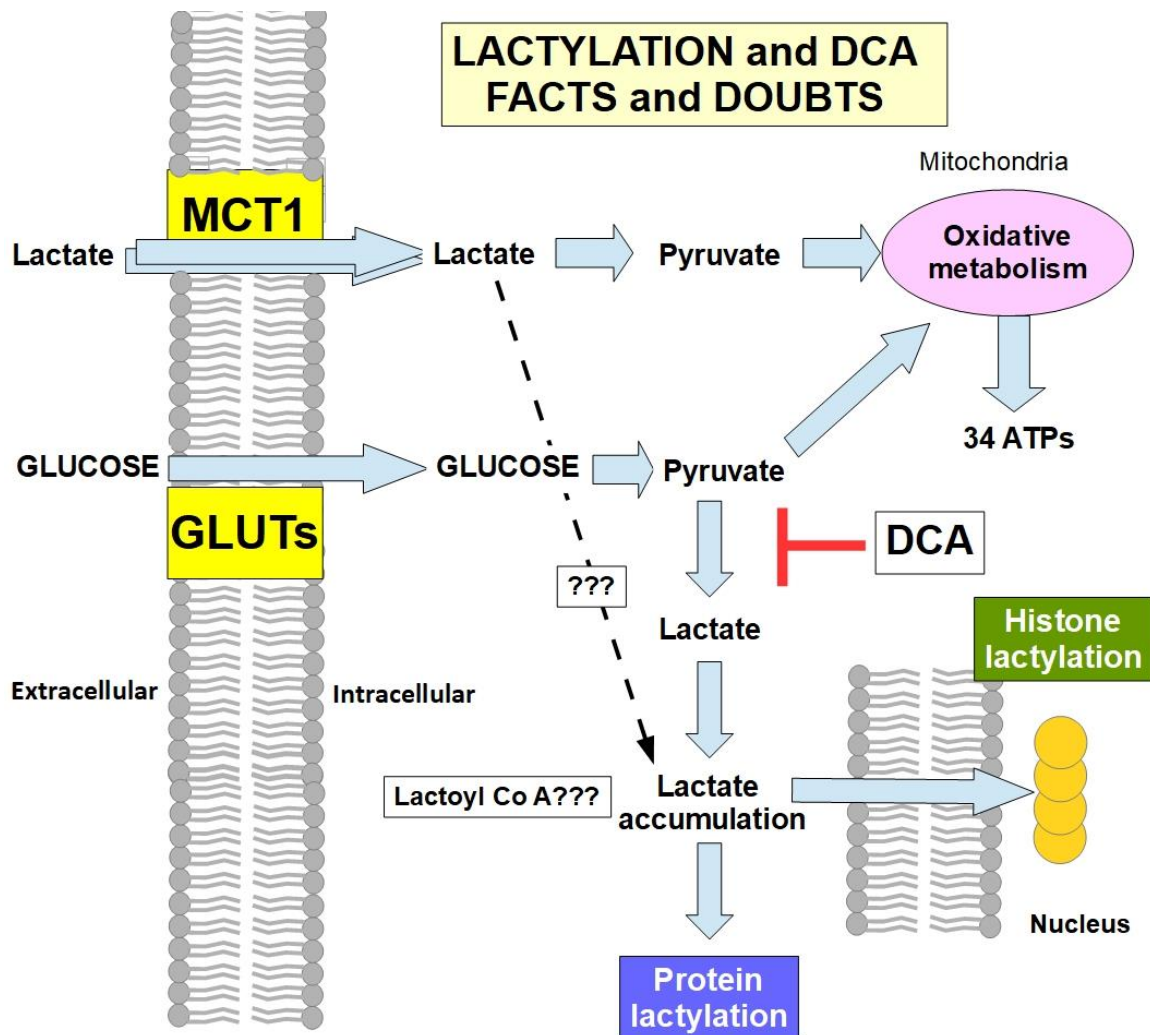 LACTYLATION and DCA
FACTS and DOUBTS
Mitochondria
MCT1
Lactate
Lactate
Pyruvate
Oxidative
metabolism
34 ATPs
GLUCOSE
GLUCOSE
Pyruvate
GLUTs
DCA
???
Lactate
Histone
lactylation
Extracellular
Intracellular
Lactoyl Co A???
Lactate
accumulation
Nucleus
Protein
lactylation